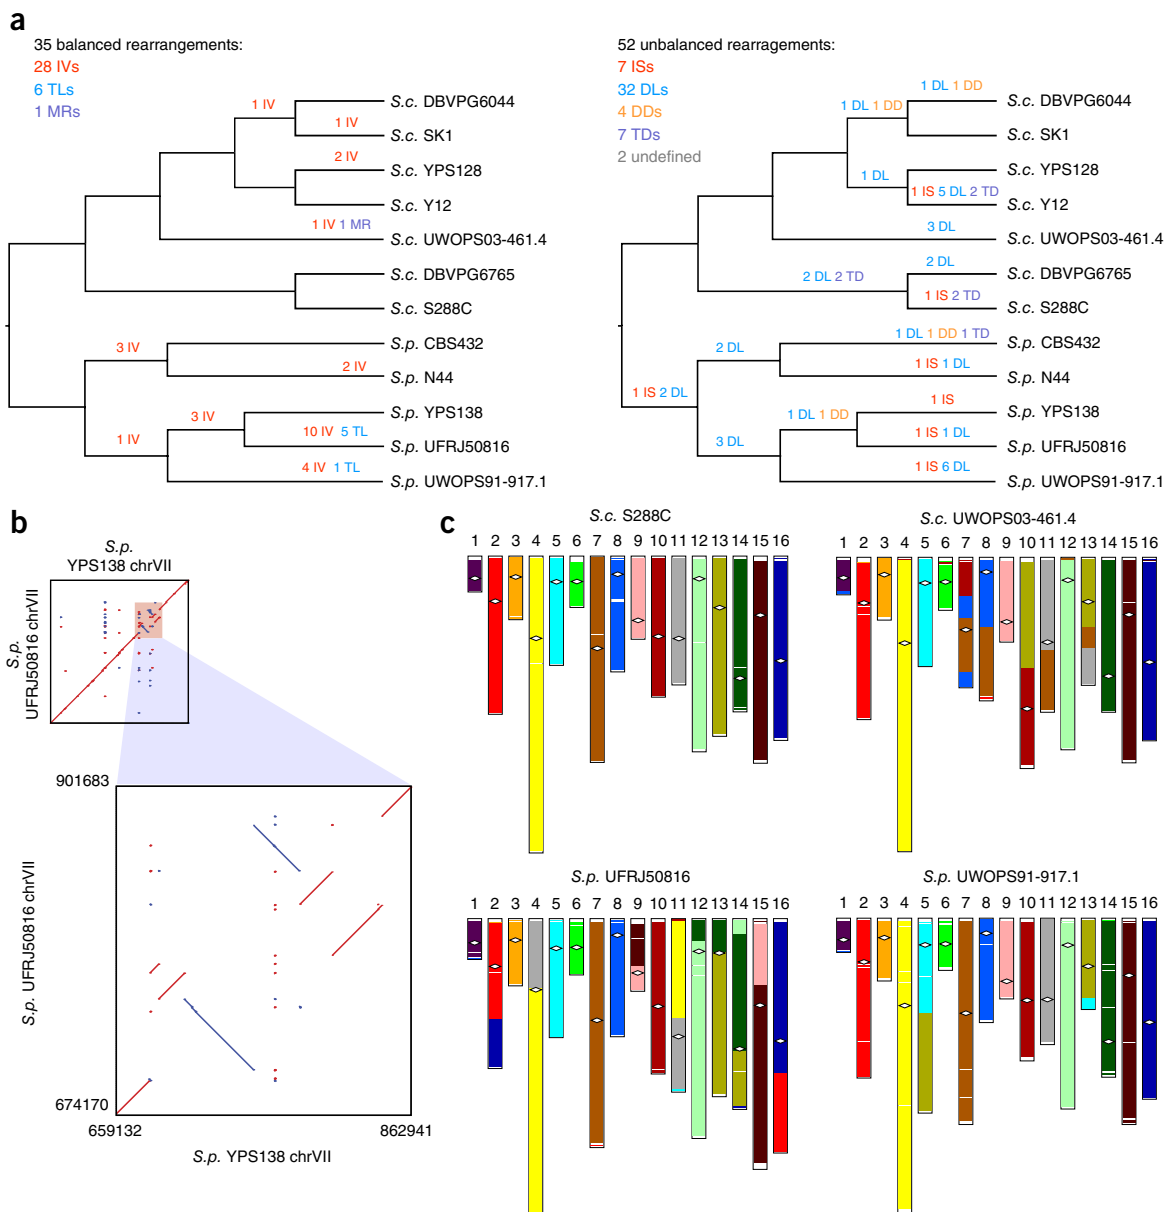 a
35 balanced rearrangements:
28 IVs
6 TLs
1 MRs
1 IV
1 IV
2 IV
1 IV 1 MR
3 IV
2 IV
3 IV
1 IV
10 IV 5 TL
4 IV 1 TL
S.c. DBVPG6044
S.c. SK1
S.c. YPS128
S.c. Y12
S.c. UWOPS03-461.4
S.c. DBVPG6765
S.c. S288C
S.p. CBS432
S.p. N44
S.p. YPS138
S.p. UFRJ50816
S.p. UWOPS91-917.1
52 unbalanced rearragements:
7 ISs
32 DLs
4 DDs
7 TDs
2 undefined
1 DL 1 DD
1 DL 1 DD
1 DL
1 IS 5 DL 2 TD
3 DL
2 DL
2 DL 2 TD
1 IS 2 TD
1 DL 1 DD 1 TD
2 DL
1 IS 1 DL
1 IS 2 DL
1 IS
1 DL 1 DD
1 IS 1 DL
3 DL
1 IS 6 DL
S.c. DBVPG6044
S.c. SK1
S.c. YPS128
S.c. Y12
S.c. UWOPS03-461.4
S.c. DBVPG6765
S.c. S288C
S.p. CBS432
S.p. N44
S.p. YPS138
S.p. UFRJ50816
S.p. UWOPS91-917.1
b
S.p.
YPS138 chrVII
S.p.
UFRJ50816 chrVII
901683
S.p. UFRJ50816 chrVII
674170
659132
862941
S.p. YPS138 chrVII
c
S.c. S288C
1 2 3 4 5 6 7 8 9 10 11 12 13 14 15 16
S.c. UWOPS03-461.4
1 2 3 4 5 6 7 8 9 10 11 12 13 14 15 16
S.p. UFRJ50816
1 2 3 4 5 6 7 8 9 10 11 12 13 14 15 16
S.p. UWOPS91-917.1
1 2 3 4 5 6 7 8 9 10 11 12 13 14 15 16